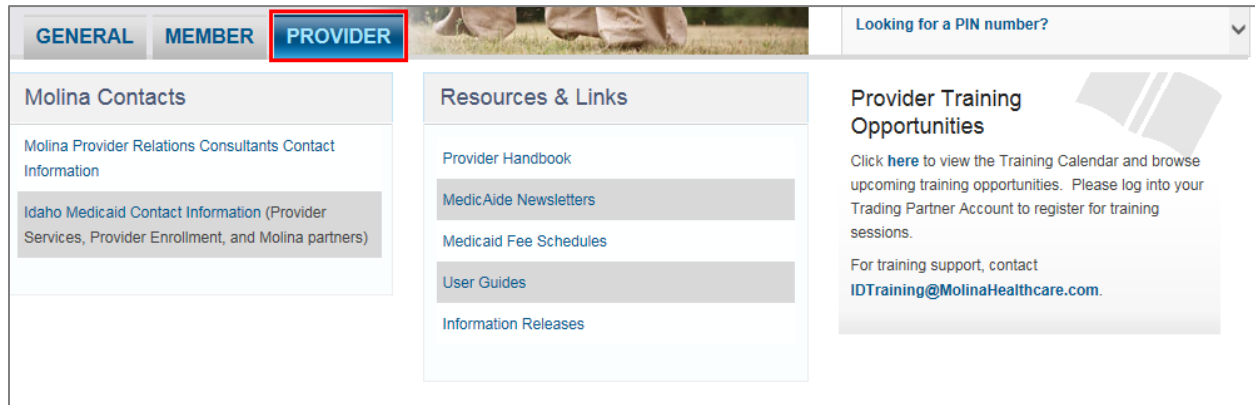 GENERAL
MEMBER
PROVIDER
Looking for a PIN number?
Molina Contacts
Molina Provider Relations Consultants Contact
Information
Idaho Medicaid Contact Information (Provider
Services, Provider Enrollment, and Molina partners)
Resources & Links
Provider Handbook
MedicAide Newsletters
Medicaid Fee Schedules
User Guides
Information Releases
Provider Training
Opportunities
Click here to view the Training Calendar and browse
upcoming training opportunities. Please log into your
Trading Partner Account to register for training
sessions.
For training support, contact
IDTraining@MolinaHealthcare.com.